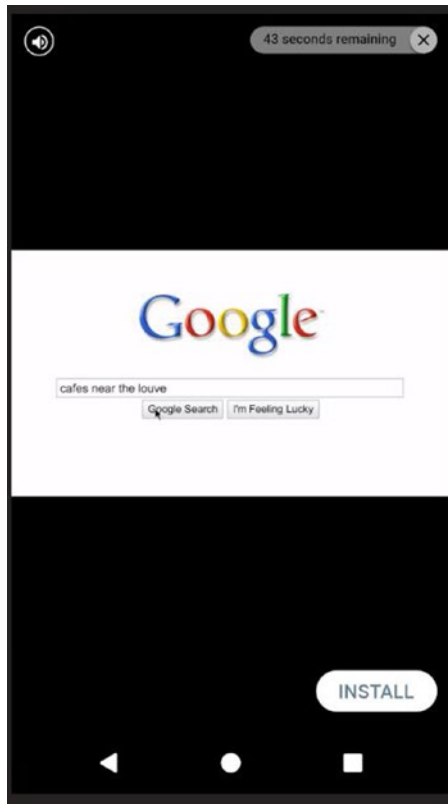 43 seconds remaining
Google
cafes near the louve
Google Search I'm Feeling Lucky
INSTALL